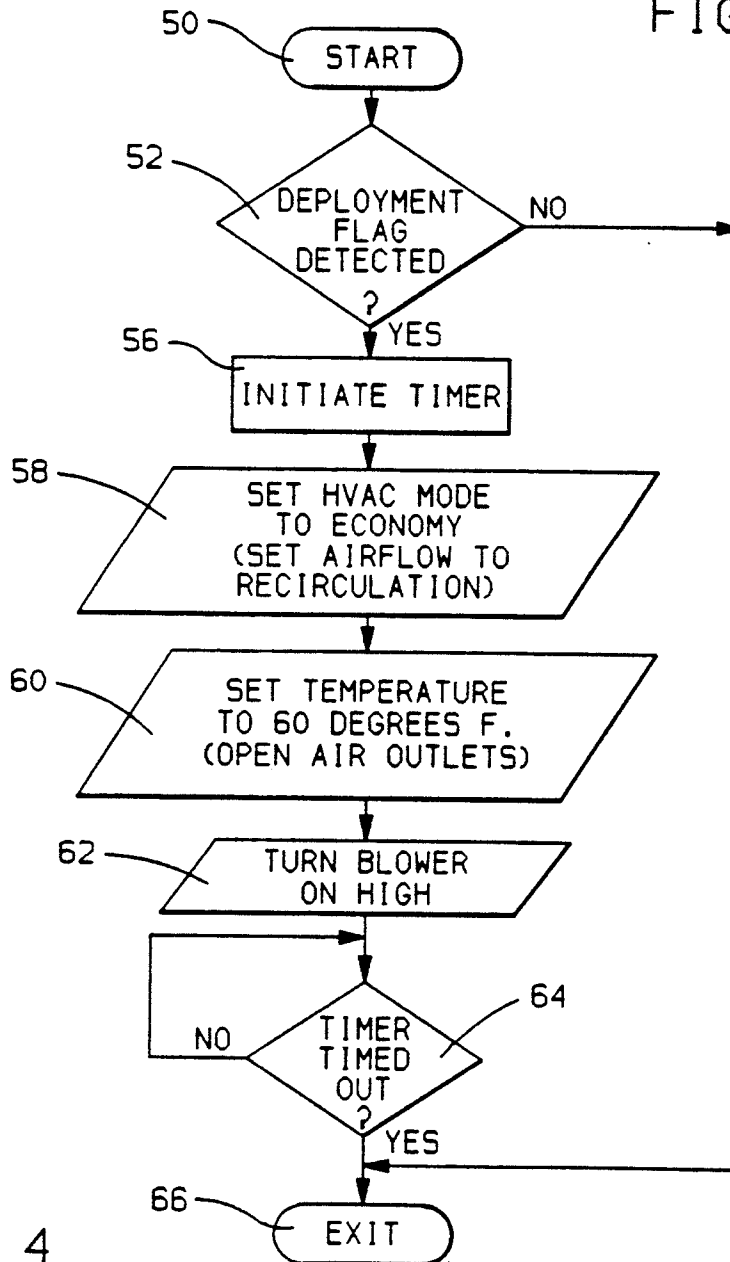 FIG
50
START
52
DEPLOYMENT
FLAG
DETECTED
?
NO
YES
56
INITIATE TIMER
58
SET HVAC MODE
TO ECONOMY
(SET AIRFLOW TO
RECIRCULATION)
60
SET TEMPERATURE
TO 60 DEGREES F.
(OPEN AIR OUTLETS)
62
TURN BLOWER
ON HIGH
64
NO
TIMER
TIMED
OUT
?
YES
66
EXIT
4